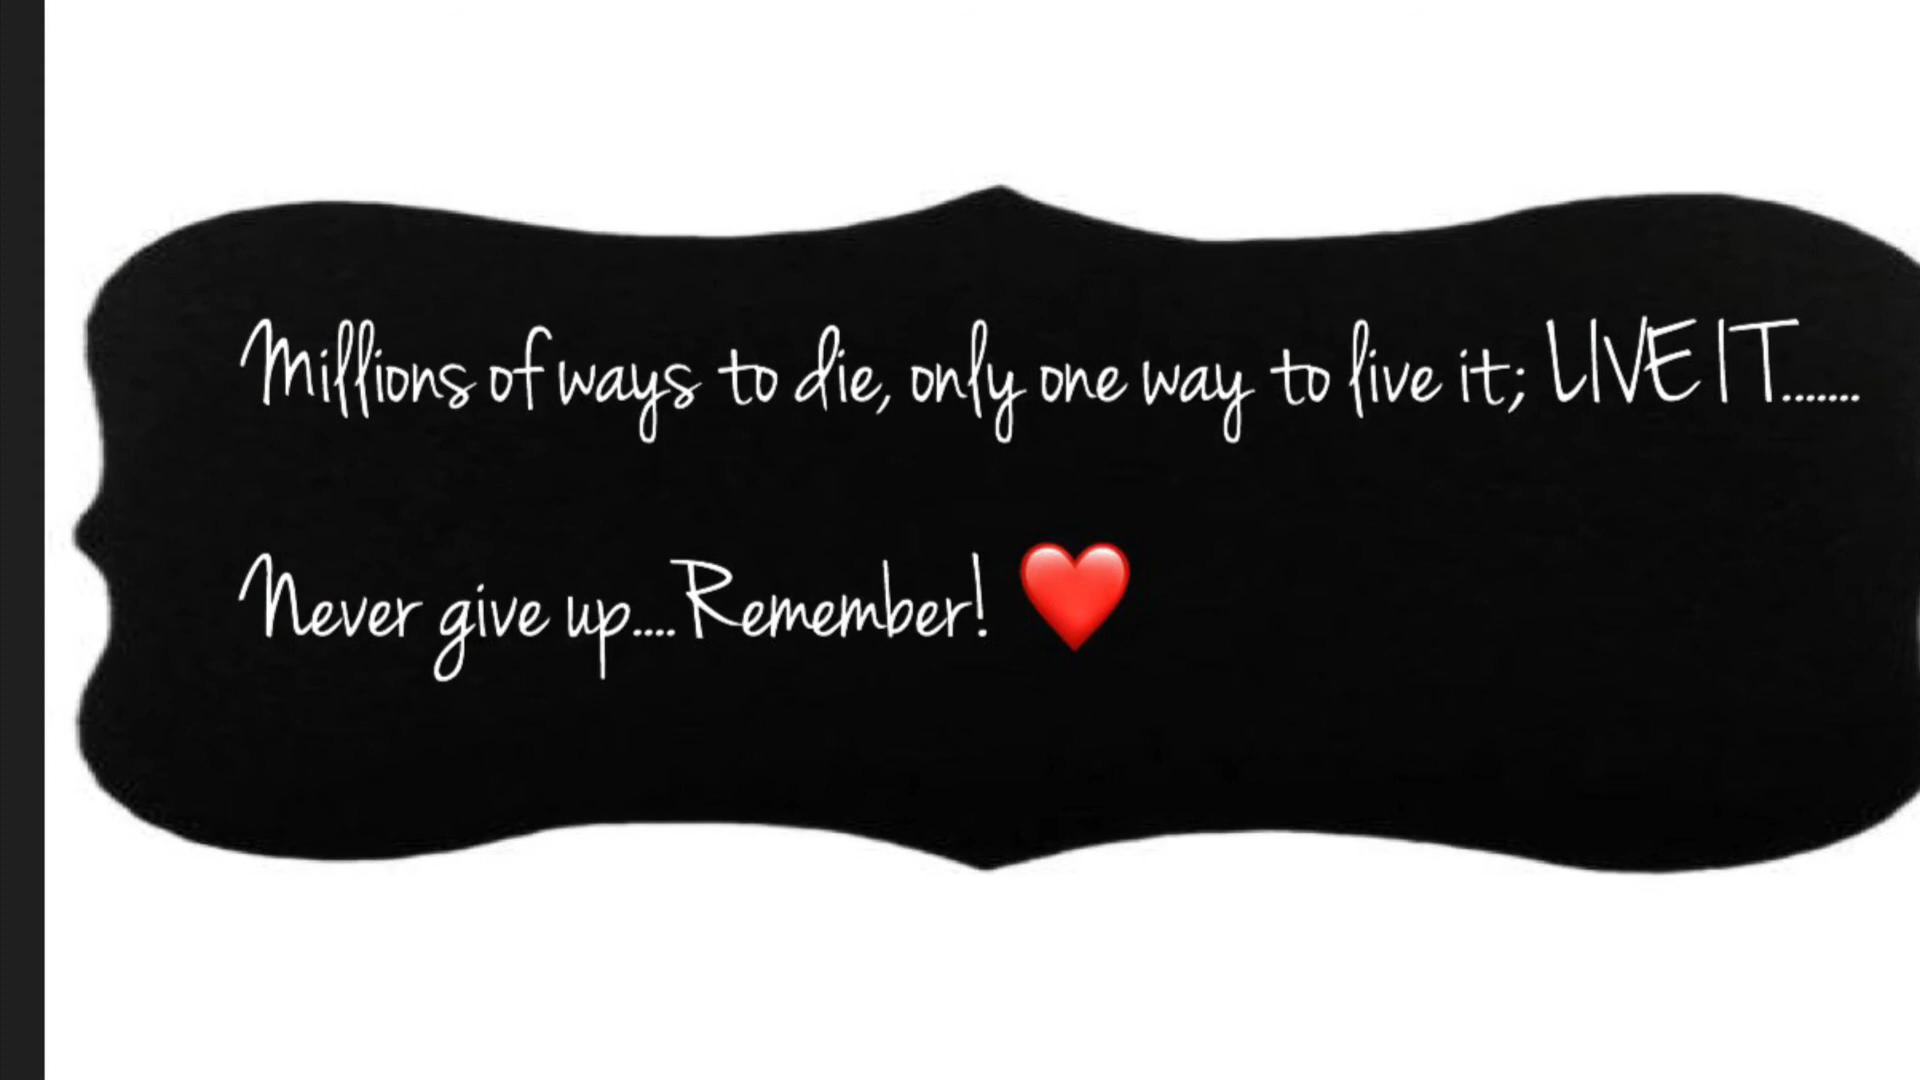 Millions of ways to die, only one way to live it; LIVE IT.......
Never give up....Remember! ❤️